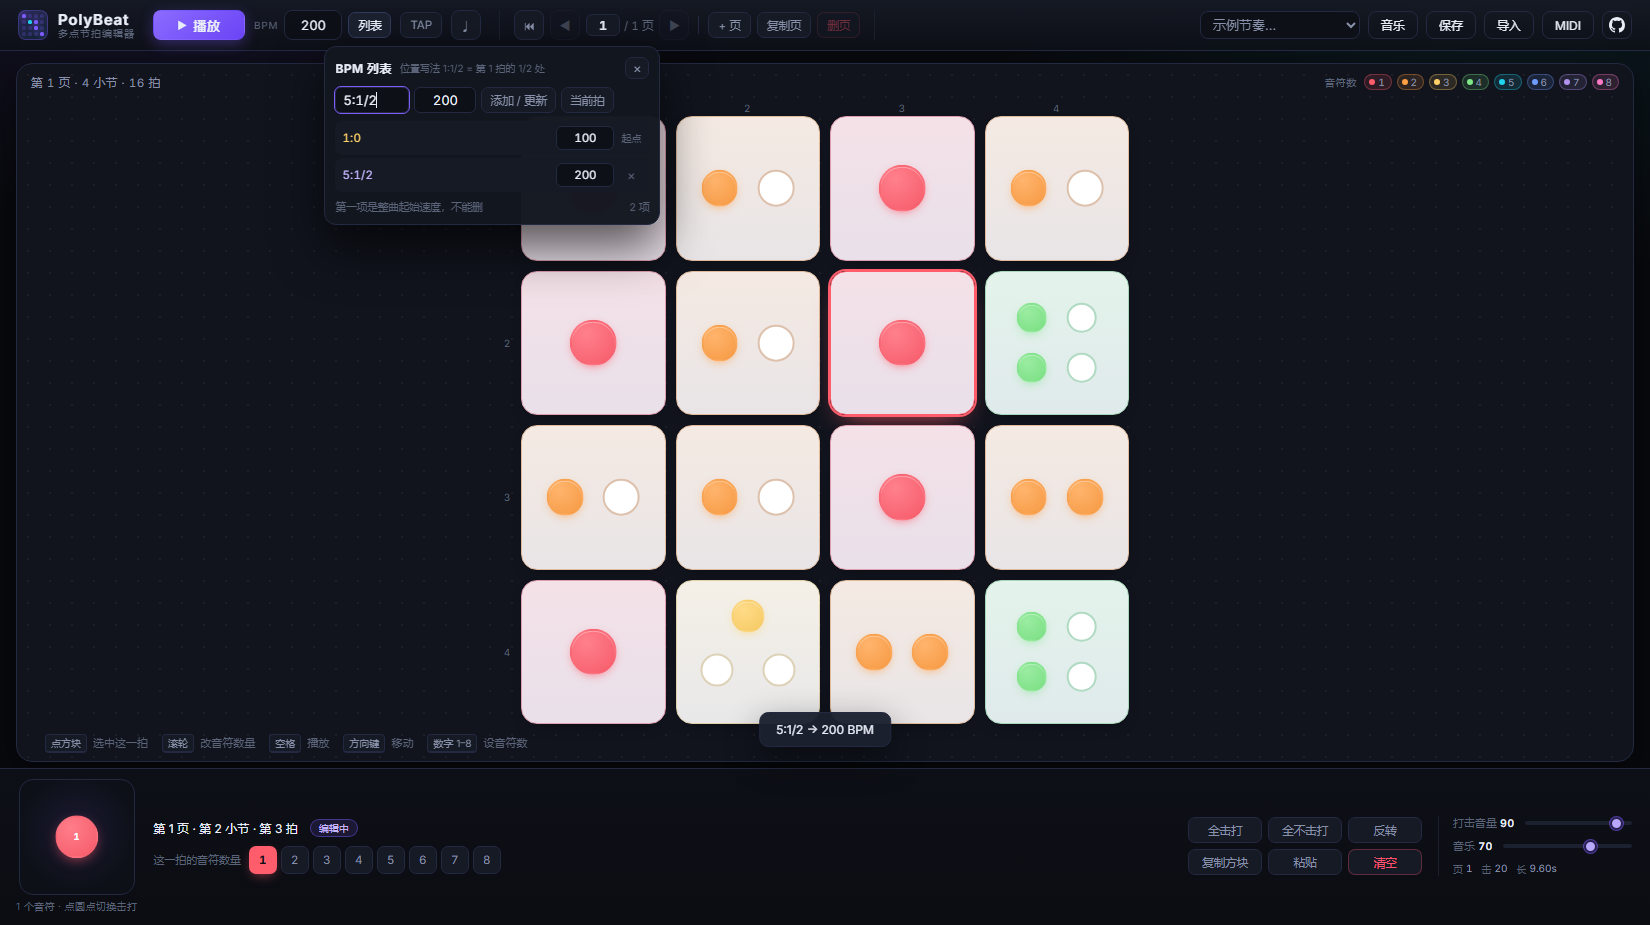 PolyBeat
多点节拍编辑器
播放
BPM 200 列表 TAP ♩
1 / 1 页
+ 页 复制页 删页
示例节奏... 音乐 保存 导入 MIDI
第 1 页 · 4 小节 · 16 拍
音符数 1 2 3 4 5 6 7 8
BPM 列表 位置写法 1:1/2 = 第 1 拍的 1/2 处 ×
5:1/2 200 添加 / 更新 当前拍
1:0 100 起点
5:1/2 200 ×
第一项是整曲起始速度，不能删 2 项
2 3 4
2
3
4
5:1/2 → 200 BPM
点方块 选中这一拍 滚轮 改音符数量 空格 播放 方向键 移动 数字 1–8 设音符数
1
1 个音符 · 点圆点切换击打
第 1 页 · 第 2 小节 · 第 3 拍 编辑中
这一拍的音符数量 1 2 3 4 5 6 7 8
全击打 全不击打 反转
复制方块 粘贴 清空
打击音量 90
音乐 70
页 1 击 20 长 9.60s